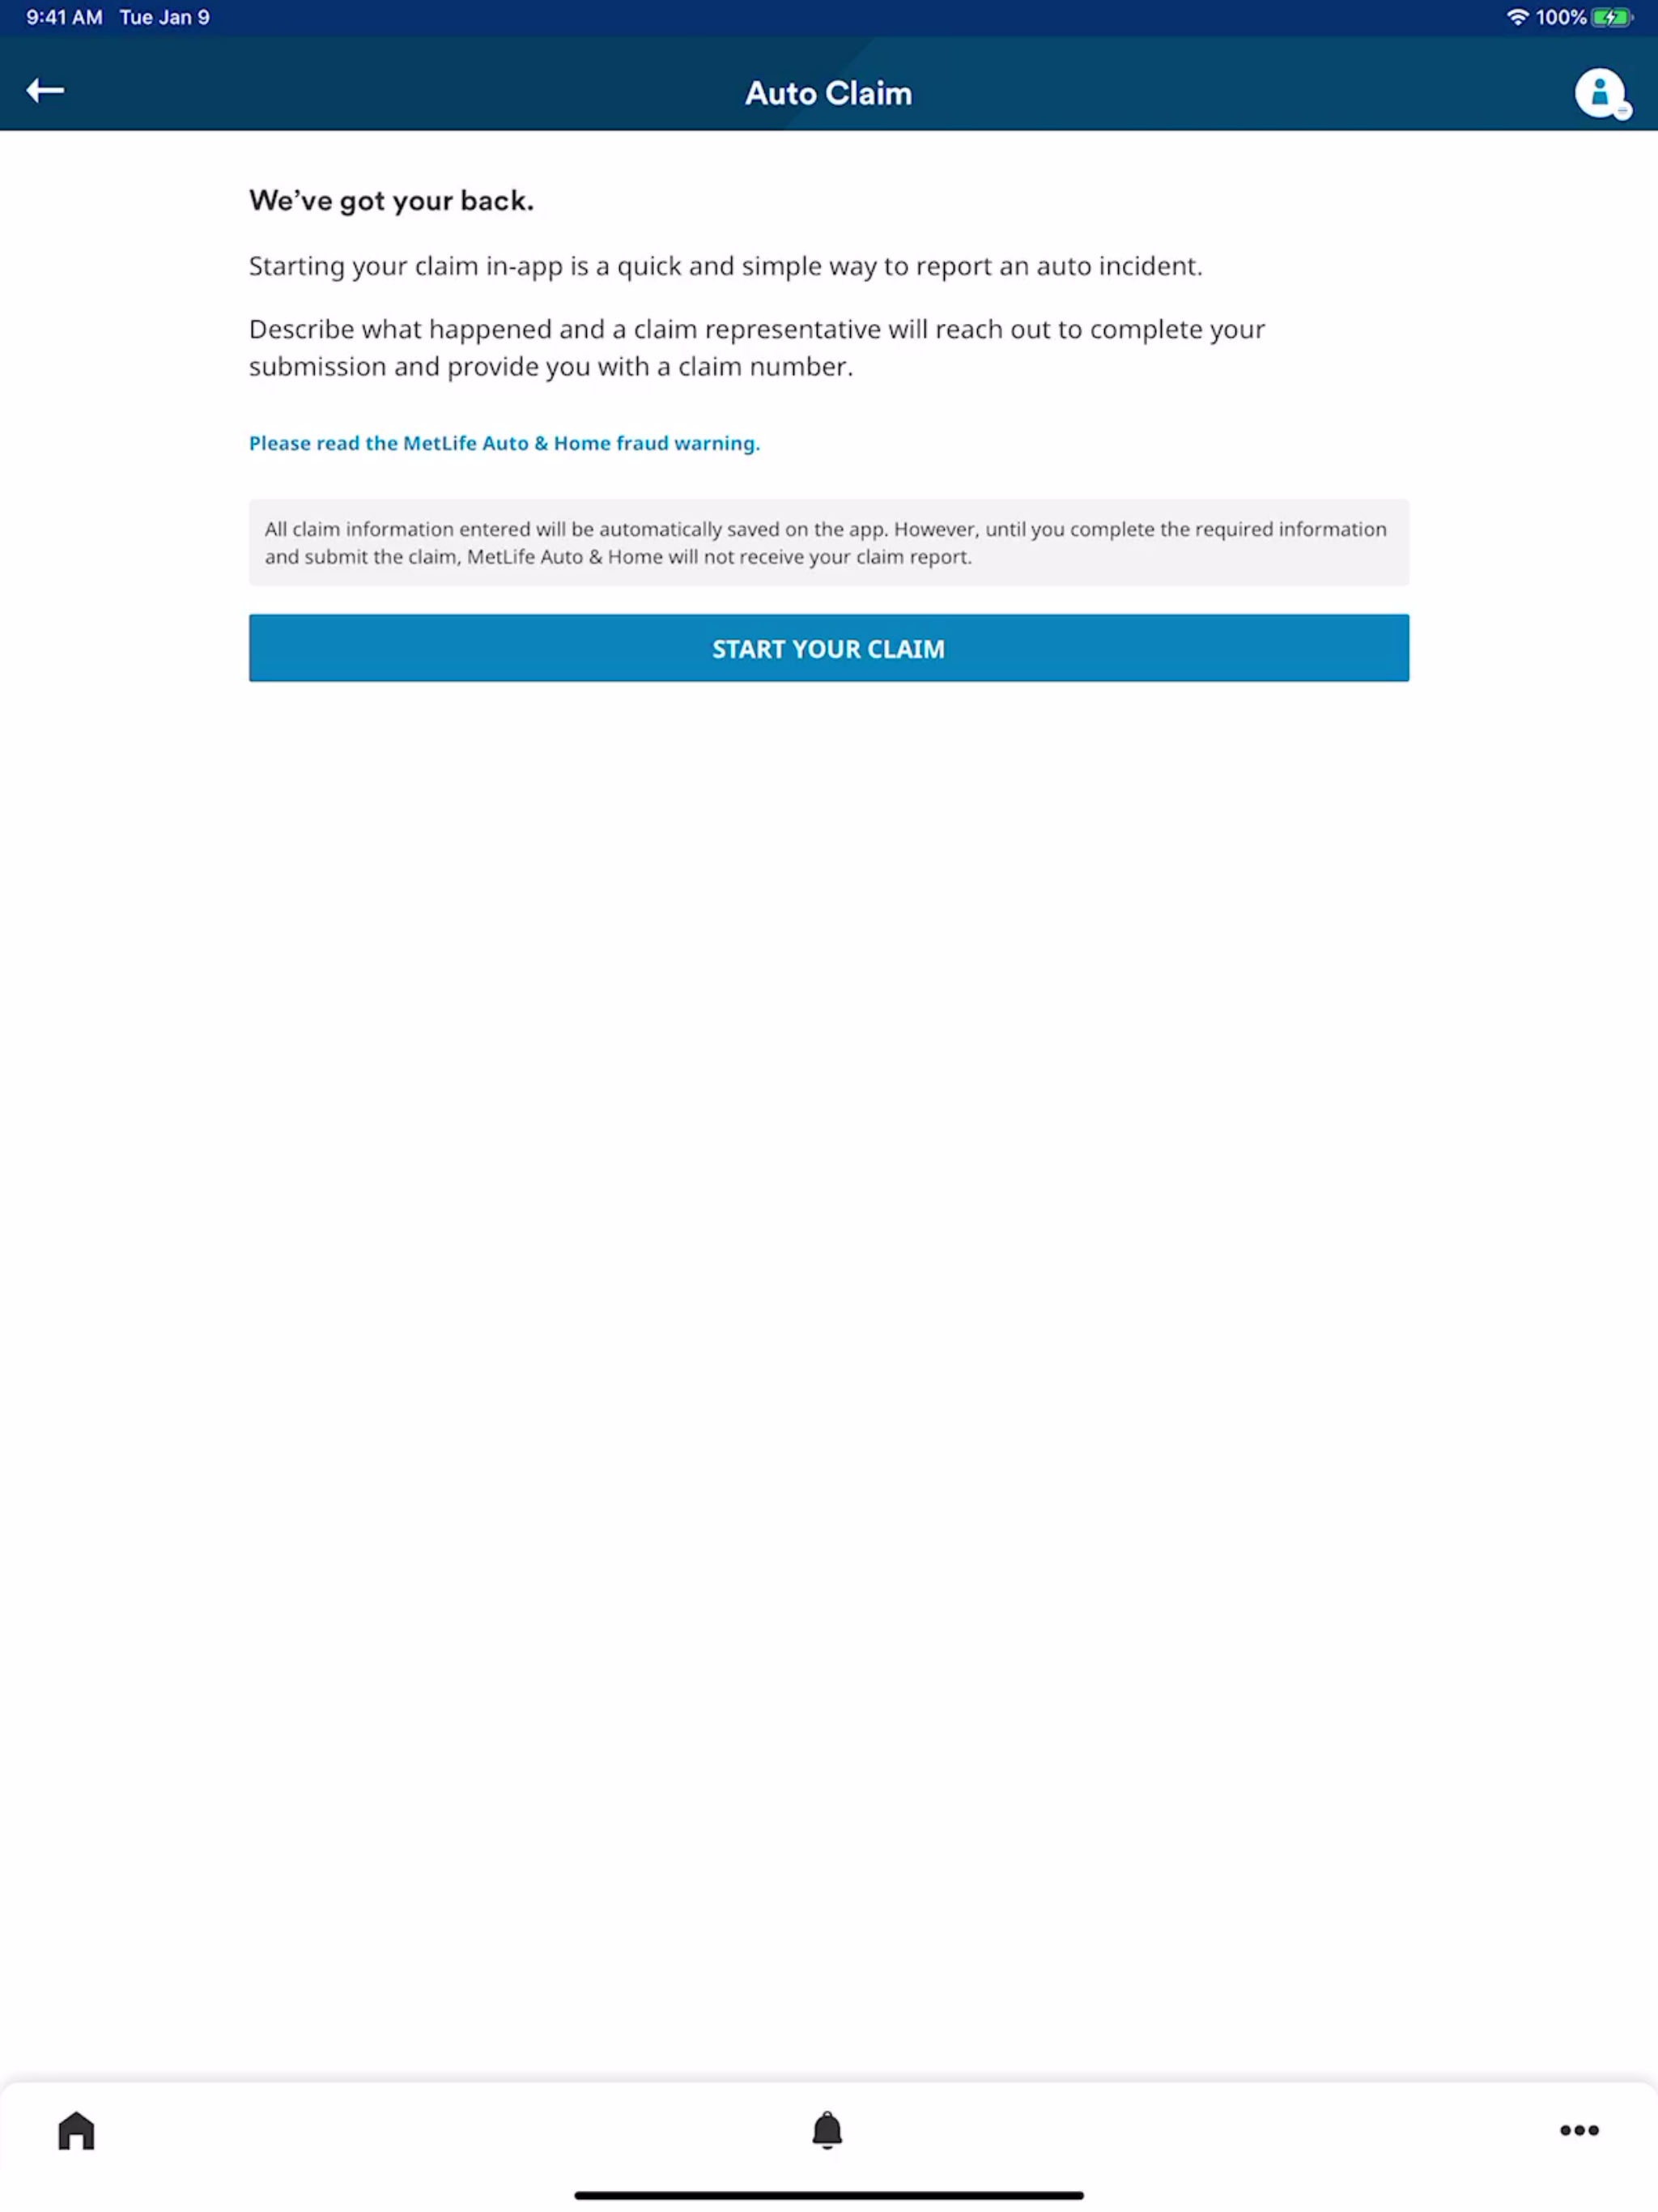 9:41 AM Tue Jan 9
100%
Auto Claim
We’ve got your back.
Starting your claim in-app is a quick and simple way to report an auto incident.
Describe what happened and a claim representative will reach out to complete your
submission and provide you with a claim number.
Please read the MetLife Auto & Home fraud warning.
All claim information entered will be automatically saved on the app. However, until you complete the required information
and submit the claim, MetLife Auto & Home will not receive your claim report.
START YOUR CLAIM